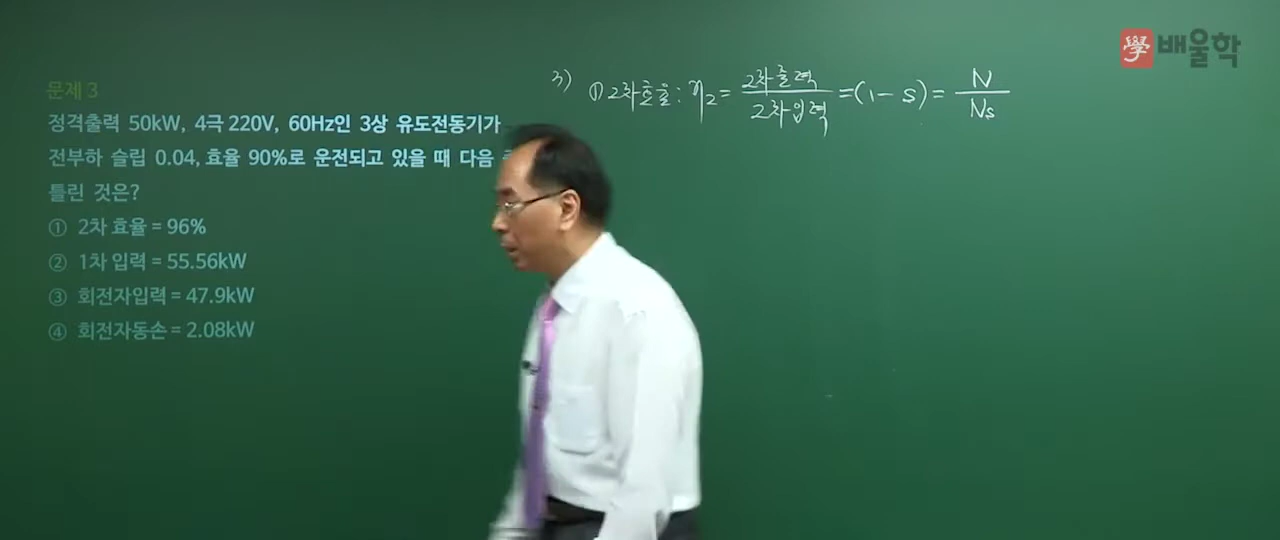 學 배울학
문제 3
정격출력 50kW, 4극 220V, 60Hz인 3상 유도전동기가
전부하 슬립 0.04, 효율 90%로 운전되고 있을 때 다음
틀린 것은?
① 2차 효율 = 96%
② 1차 입력 = 55.56kW
③ 회전자입력 = 47.9kW
④ 회전자동손 = 2.08kW
3) ① 2차효율 : η₂ = 2차출력 / 2차입력 = (1 - s) = N / Ns